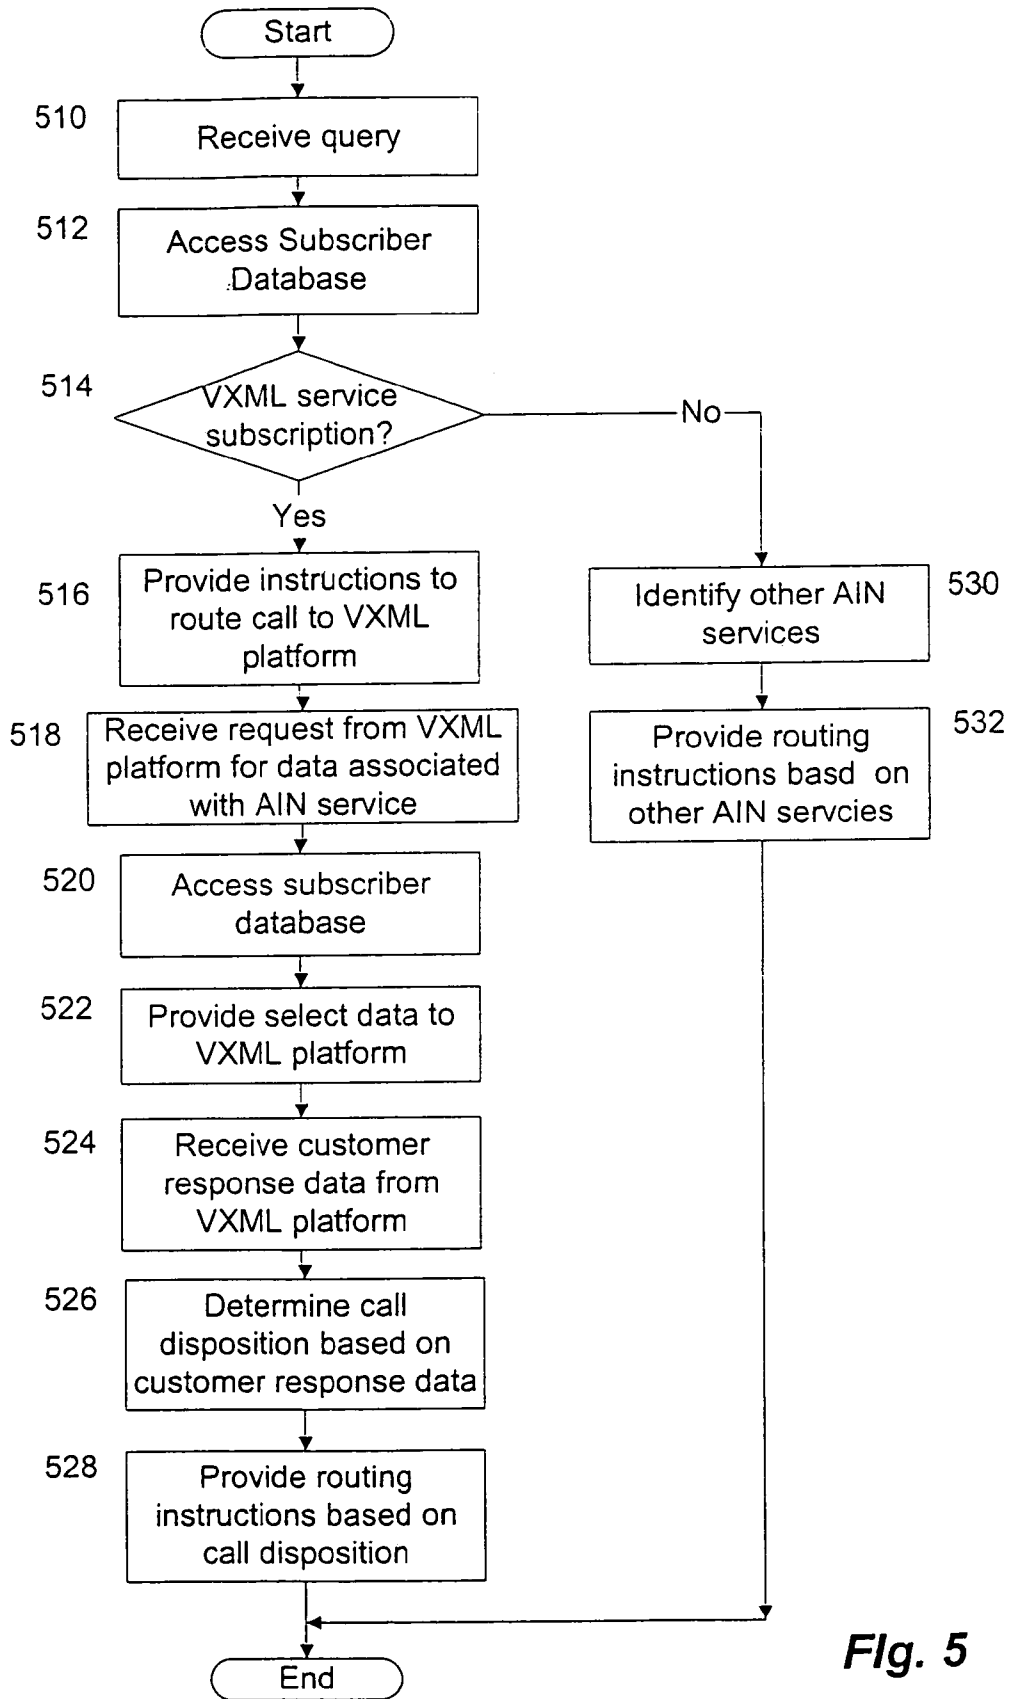 Start
510
Receive query
512
Access Subscriber
Database
514
VXML service
subscription?
No
Yes
516
Provide instructions to
route call to VXML
platform
Identify other AIN
services
530
518
Receive request from VXML
platform for data associated
with AIN service
Provide routing
instructions basd on
other AIN servcies
532
520
Access subscriber
database
522
Provide select data to
VXML platform
524
Receive customer
response data from
VXML platform
526
Determine call
disposition based on
customer response data
528
Provide routing
instructions based on
call disposition
End
FIg. 5